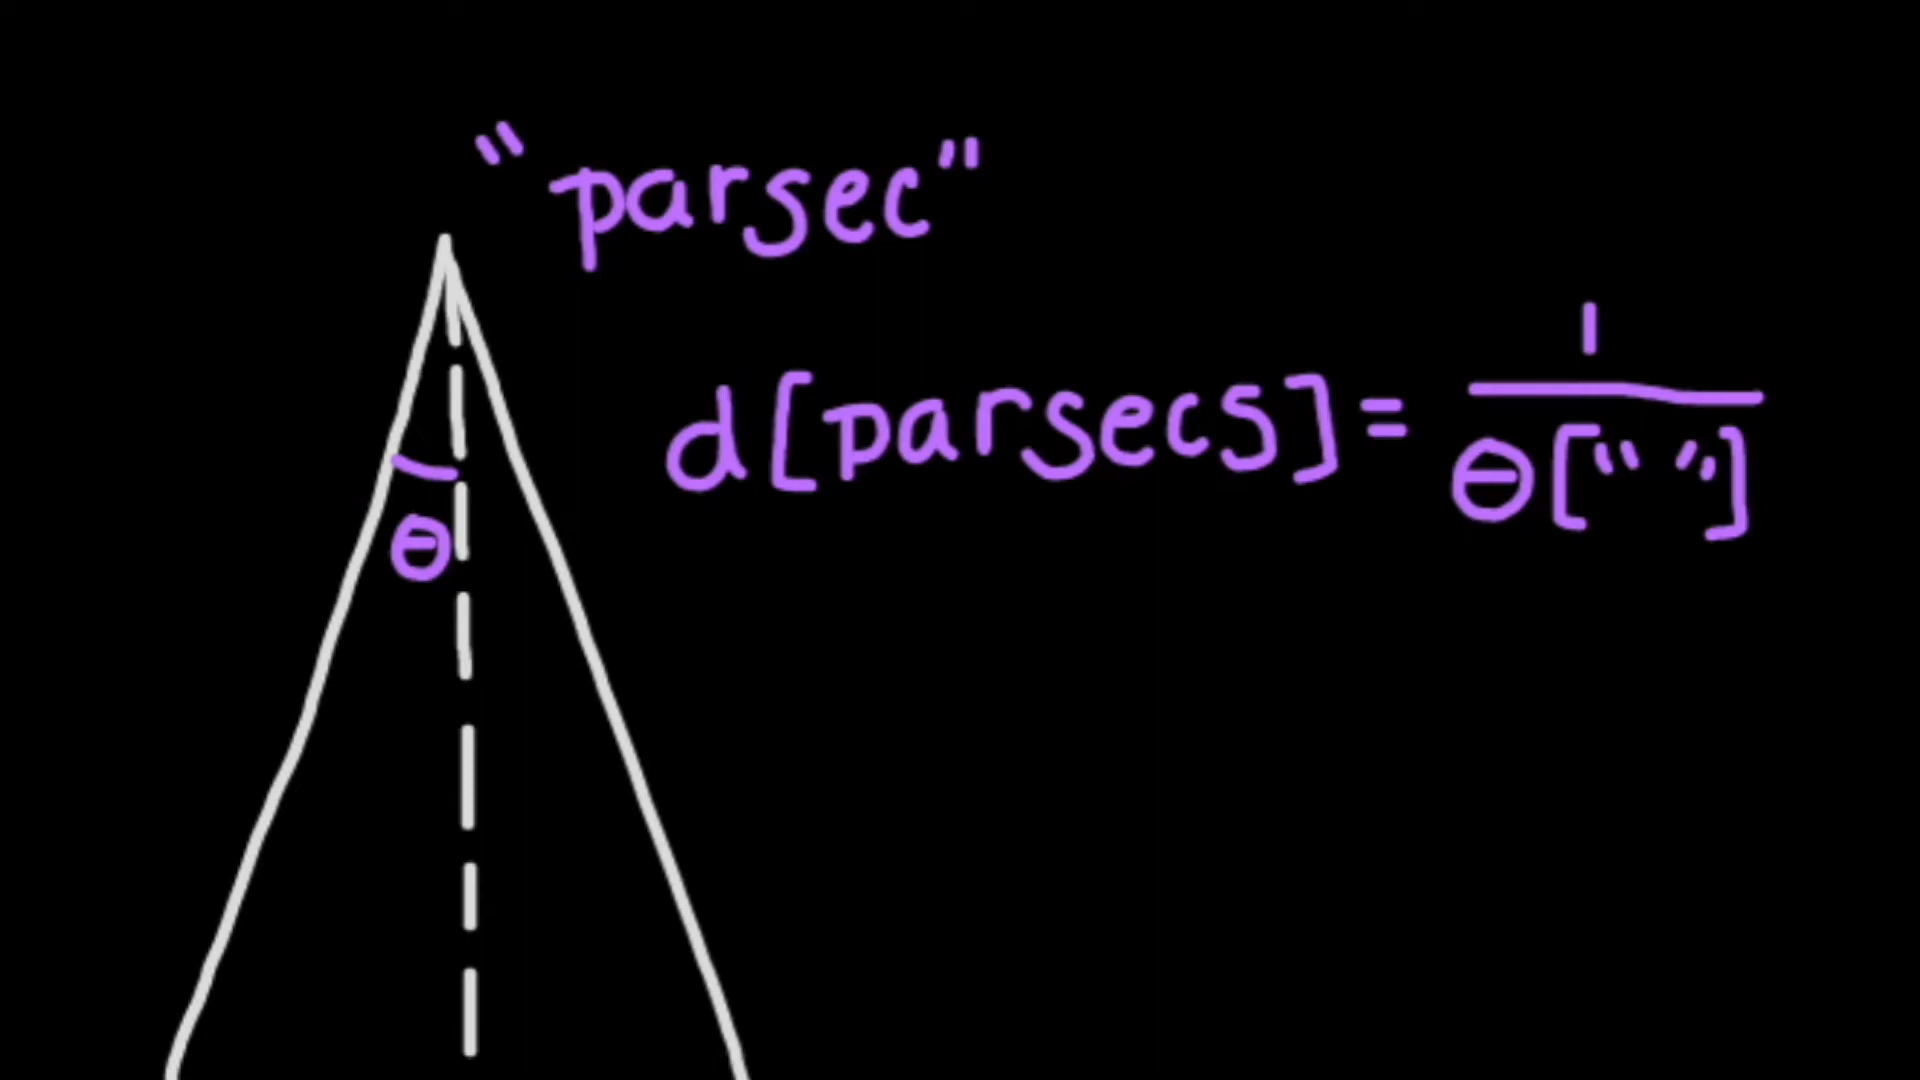 “parsec”
d[parsecs] = 1/θ[“ ”]
θ